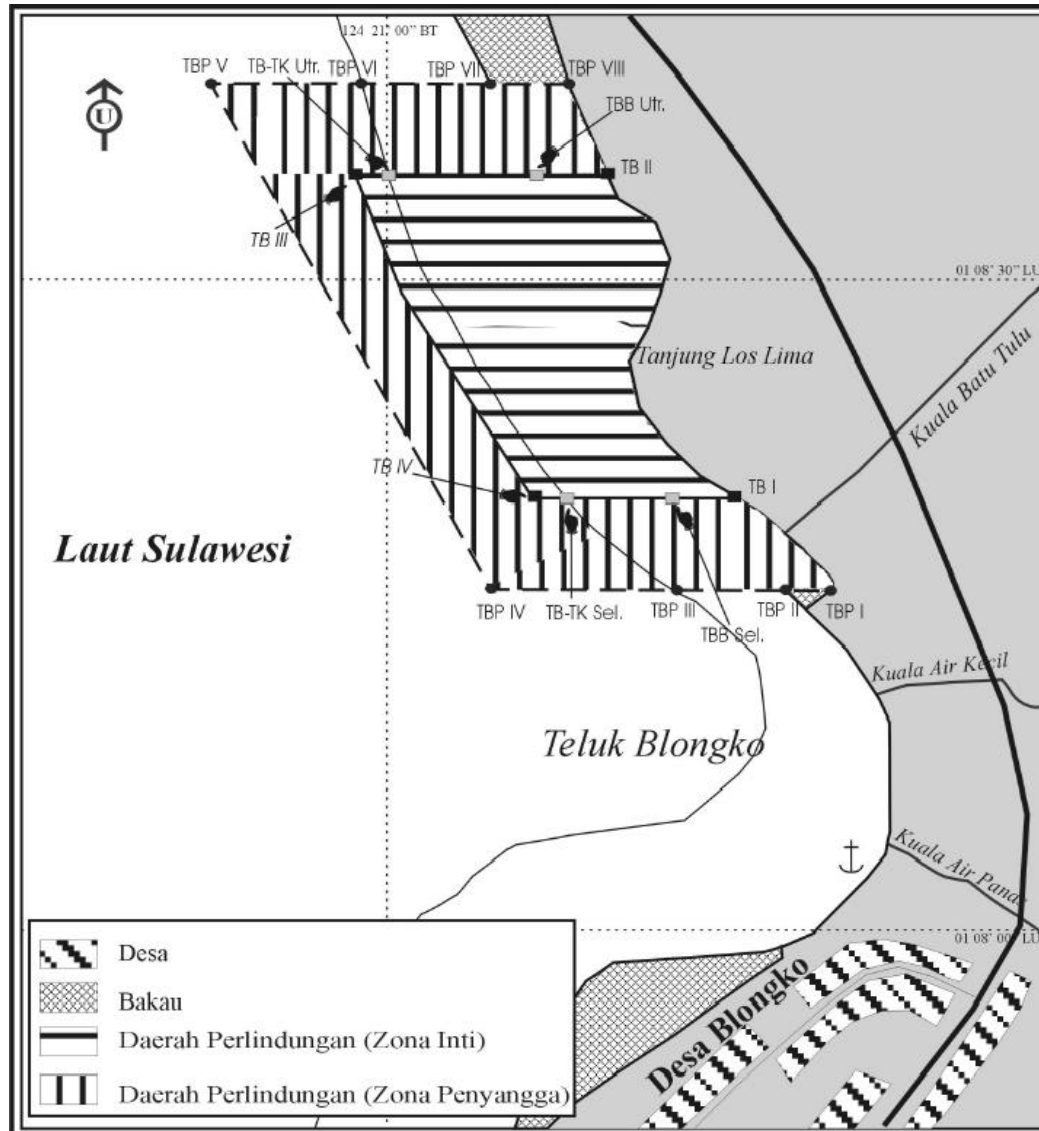 124 21' 00" BT
TBP V
TB-TK Utr.
TBP VI
TBP VII
TBP VIII
TBB Utr.
U
TB II
TB III
01 08' 30" LU
Tanjung Los Lima
Kuala Batu Tulu
TB IV
TB I
Laut Sulawesi
TBP IV
TB-TK Sel.
TBP III
TBB Sel.
TBP II
TBP I
Kuala Air Kecil
Teluk Blongko
Kuala Air Panas
01 08' 00" LU
Desa Blongko
Desa
Bakau
Daerah Perlindungan (Zona Inti)
Daerah Perlindungan (Zona Penyangga)